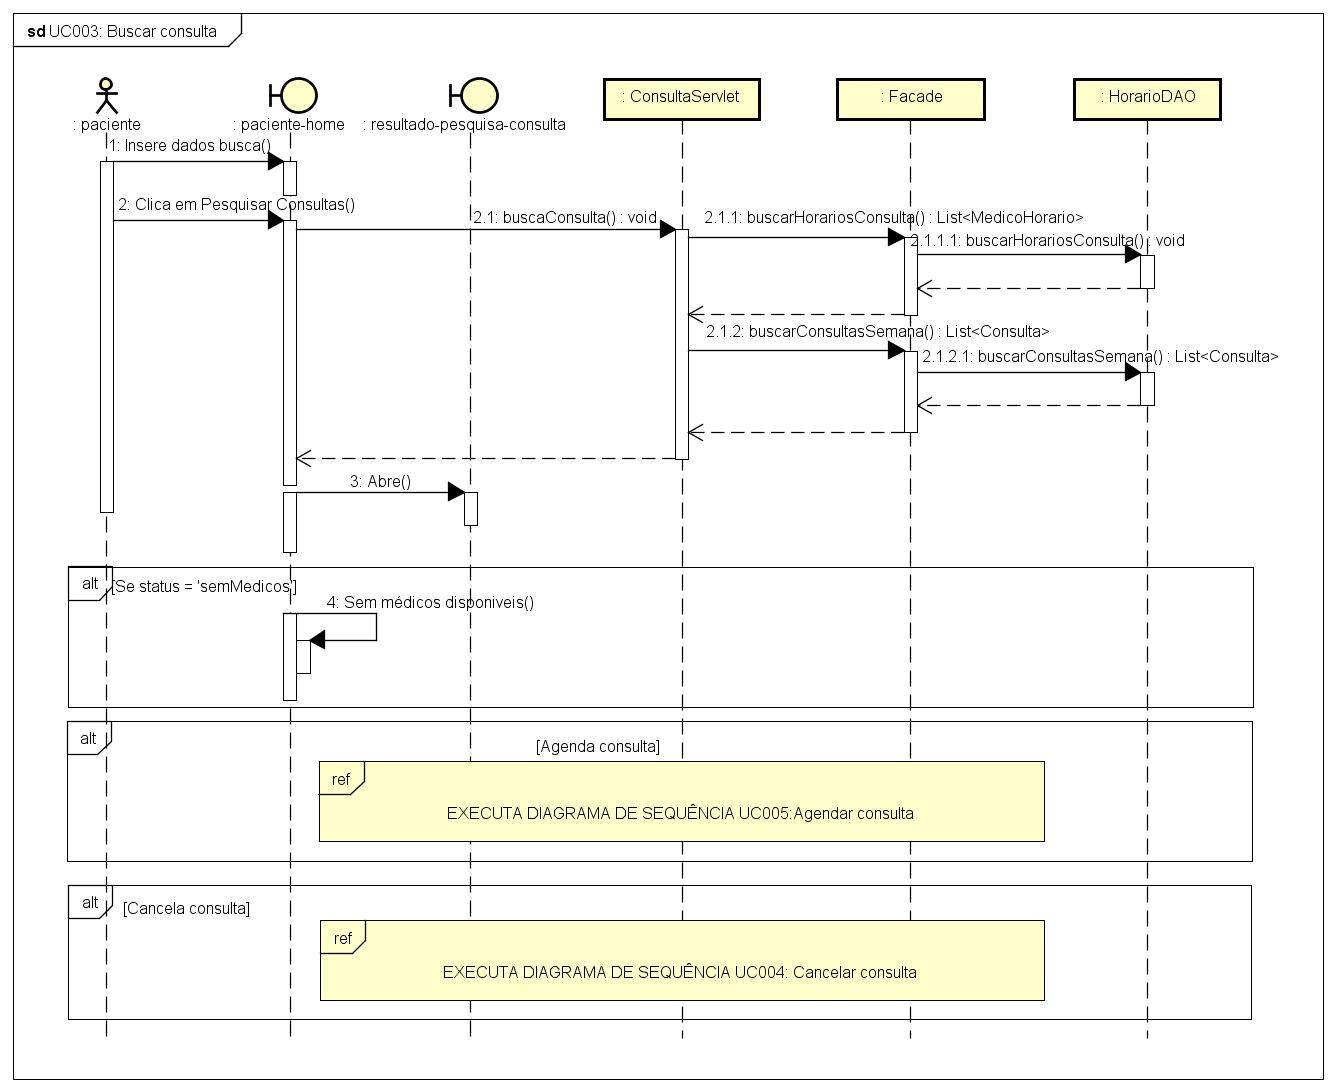 sd UC003: Buscar consulta
: paciente
: paciente-home
: resultado-pesquisa-consulta
: ConsultaServlet
: Facade
: HorarioDAO
1: Insere dados busca()
2: Clica em Pesquisar Consultas()
2.1: buscaConsulta() : void
2.1.1: buscarHorariosConsulta() : List<MedicoHorario>
2.1.1.1: buscarHorariosConsulta() : void
2.1.2: buscarConsultasSemana() : List<Consulta>
2.1.2.1: buscarConsultasSemana() : List<Consulta>
3: Abre()
alt
[Se status = 'semMedicos']
4: Sem médicos disponiveis()
alt
[Agenda consulta]
ref
EXECUTA DIAGRAMA DE SEQUÊNCIA UC005:Agendar consulta
alt
[Cancela consulta]
ref
EXECUTA DIAGRAMA DE SEQUÊNCIA UC004: Cancelar consulta